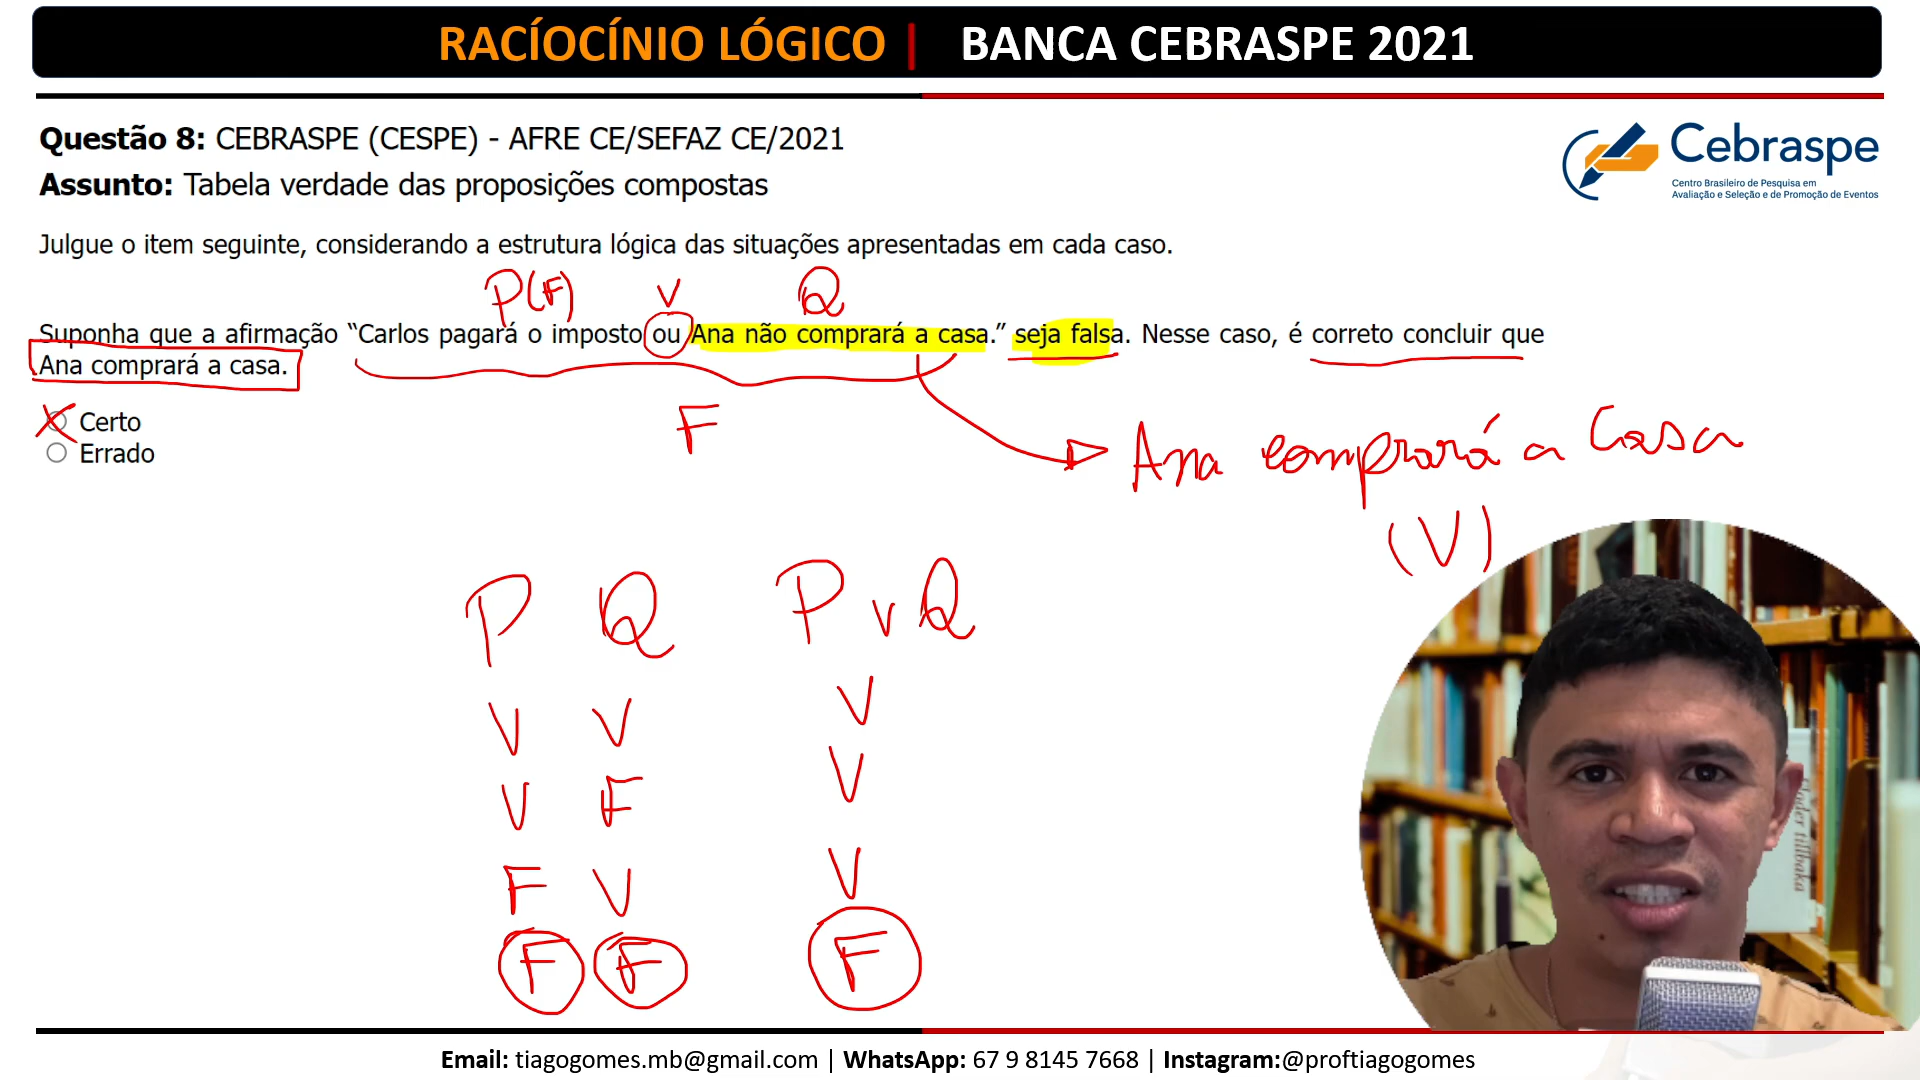 RACÍOCÍNIO LÓGICO | BANCA CEBRASPE 2021
Questão 8: CEBRASPE (CESPE) - AFRE CE/SEFAZ CE/2021
Assunto: Tabela verdade das proposições compostas
Cebraspe
Centro Brasileiro de Pesquisa em
Avaliação e Seleção e de Promoção de Eventos
Julgue o item seguinte, considerando a estrutura lógica das situações apresentadas em cada caso.
P(F) v Q
Suponha que a afirmação “Carlos pagará o imposto ou Ana não comprará a casa.” seja falsa. Nesse caso, é correto concluir que
Ana comprará a casa.
Certo
Errado
F
Ana comprará a Casa
(V)
P Q P v Q
V V V
V F V
F V V
F F F
Email: tiagogomes.mb@gmail.com | WhatsApp: 67 9 8145 7668 | Instagram:@proftiagogomes